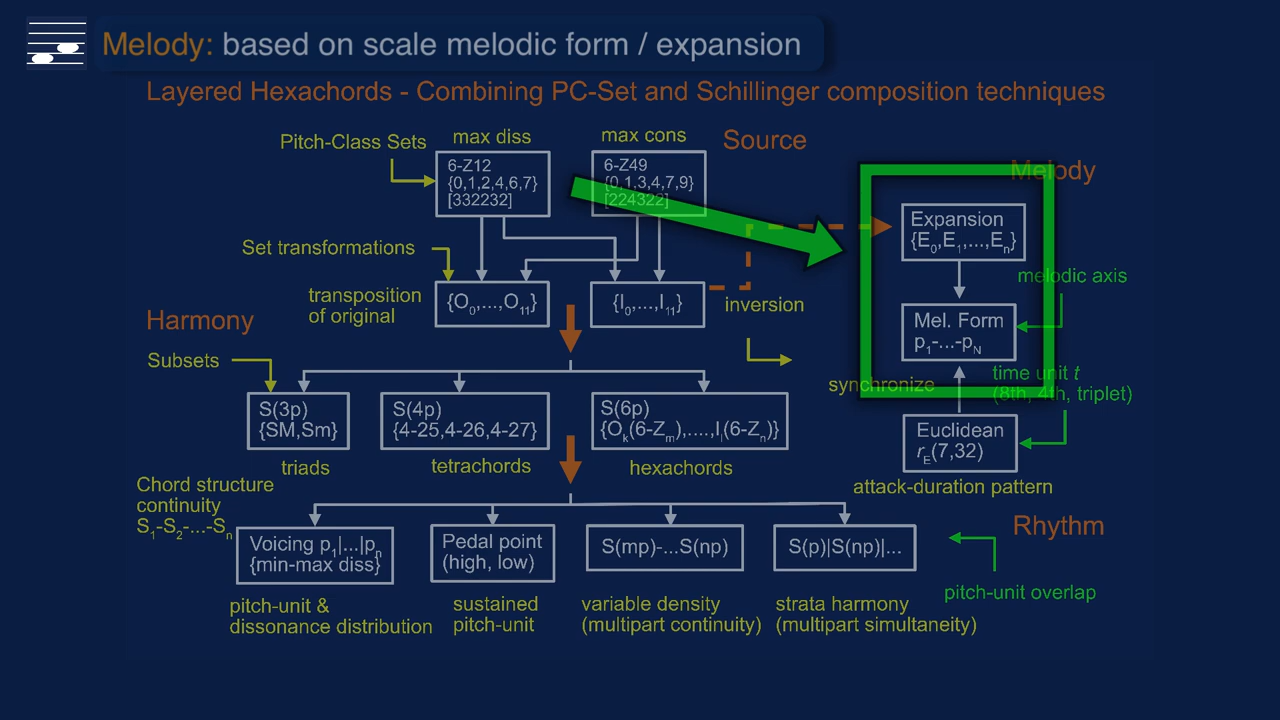 Melody: based on scale melodic form / expansion
Layered Hexachords - Combining PC-Set and Schillinger composition techniques
Pitch-Class Sets
max diss
max cons
Source
6-Z12
{0,1,2,4,6,7}
[332232]
6-Z49
{0,1,3,4,7,9}
[224322]
Melody
Expansion
{E0,E1,...,En}
Set transformations
melodic axis
transposition
of original
{O0,...,O11}
{I0,...,I11}
inversion
Harmony
Mel. Form
p1-...-pN
Subsets
synchronize
time unit t
(8th, 4th, triplet)
S(3p)
{SM,Sm}
S(4p)
{4-25,4-26,4-27}
S(6p)
{Ok(6-Zm),....,Il(6-Zn)}
Euclidean
rE(7,32)
triads
tetrachords
hexachords
attack-duration pattern
Chord structure
continuity
S1-S2-...-Sn
Rhythm
Voicing p1|...|pn
{min-max diss}
Pedal point
(high, low)
S(mp)-...S(np)
S(p)|S(np)|...
pitch-unit overlap
pitch-unit &
dissonance distribution
sustained
pitch-unit
variable density
(multipart continuity)
strata harmony
(multipart simultaneity)